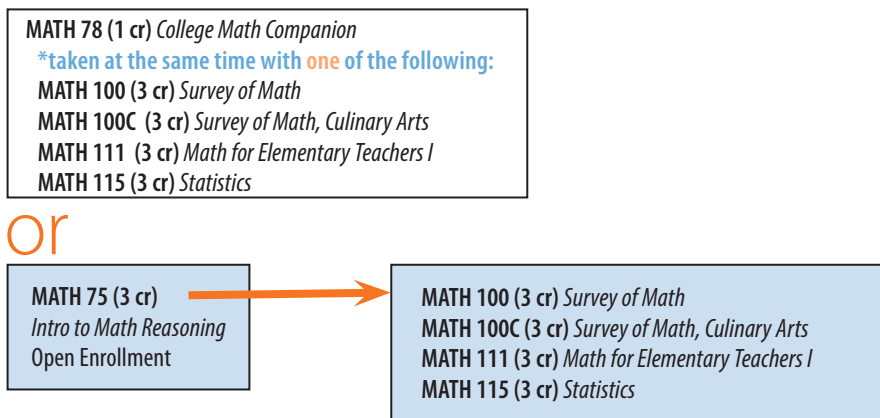 MATH 78 (1 cr) College Math Companion
*taken at the same time with one of the following:
MATH 100 (3 cr) Survey of Math
MATH 100C (3 cr) Survey of Math, Culinary Arts
MATH 111 (3 cr) Math for Elementary Teachers I
MATH 115 (3 cr) Statistics
or
MATH 75 (3 cr)
Intro to Math Reasoning
Open Enrollment
MATH 100 (3 cr) Survey of Math
MATH 100C (3 cr) Survey of Math, Culinary Arts
MATH 111 (3 cr) Math for Elementary Teachers I
MATH 115 (3 cr) Statistics